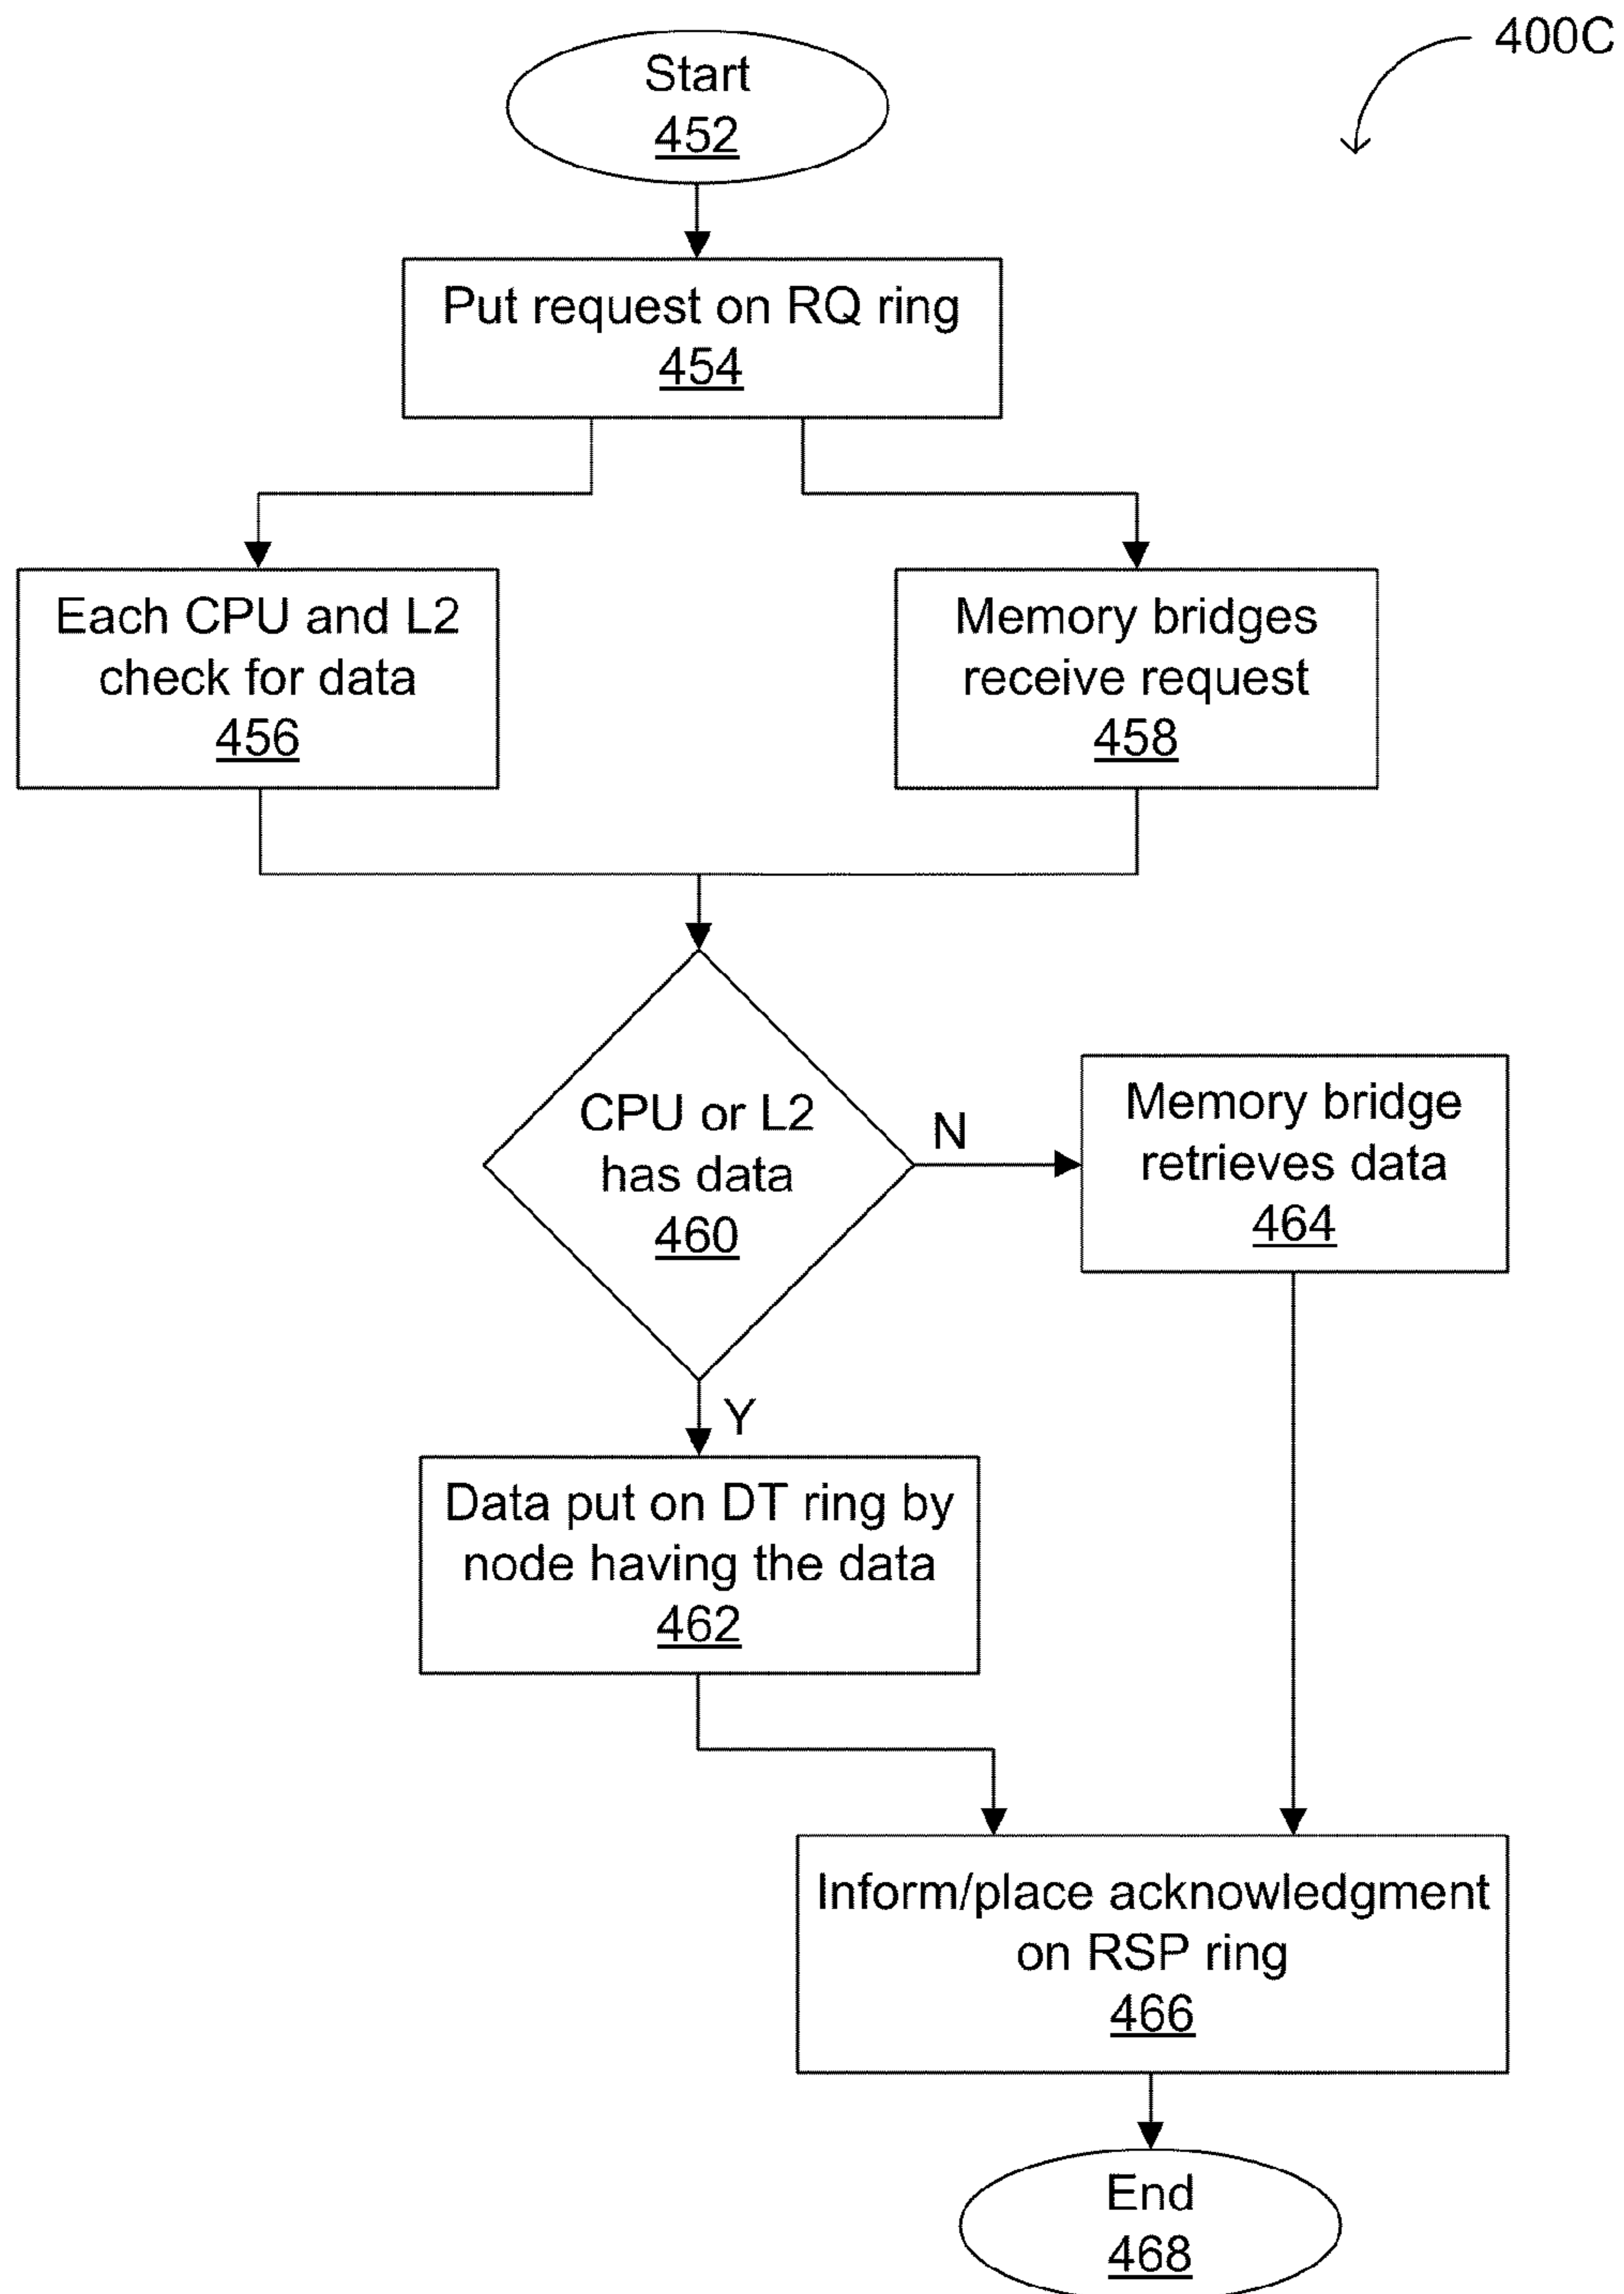 400C
Start
452
Put request on RQ ring
454
Each CPU and L2
check for data
456
Memory bridges
receive request
458
CPU or L2
has data
460
N
Memory bridge
retrieves data
464
Y
Data put on DT ring by
node having the data
462
Inform/place acknowledgment
on RSP ring
466
End
468